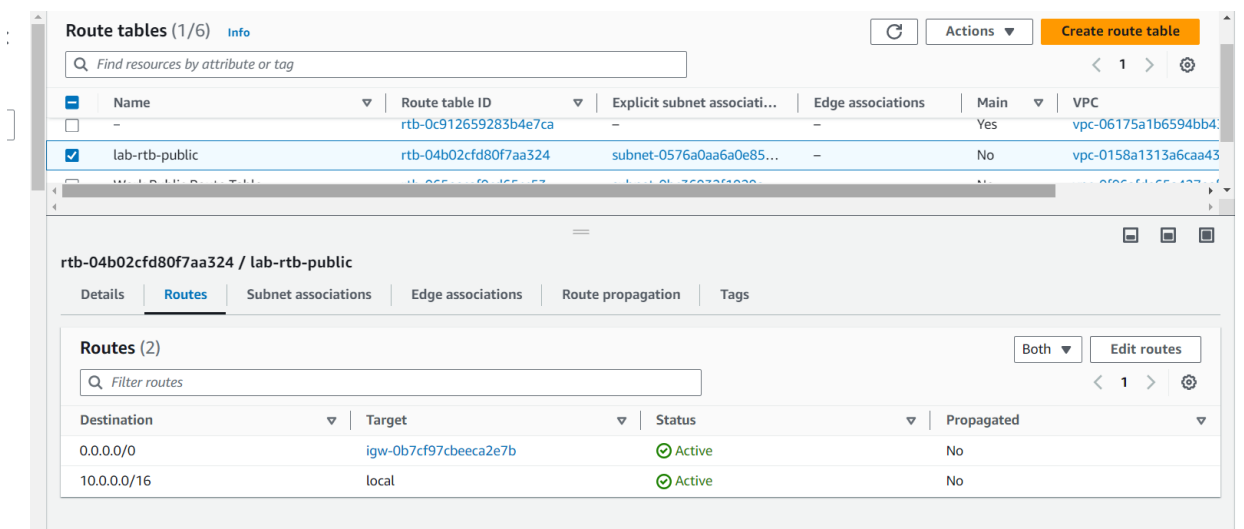 Route tables (1/6) Info
Actions
Create route table
Find resources by attribute or tag
1
Name Route table ID Explicit subnet associati... Edge associations Main VPC
– rtb-0c912659283b4e7ca – – Yes vpc-06175a1b6594bb4
lab-rtb-public rtb-04b02cfd80f7aa324 subnet-0576a0aa6a0e85... – No vpc-0158a1313a6caa43
Work Public Route Table
rtb-04b02cfd80f7aa324 / lab-rtb-public
Details Routes Subnet associations Edge associations Route propagation Tags
Routes (2)
Both
Edit routes
Filter routes
1
Destination Target Status Propagated
0.0.0.0/0 igw-0b7cf97cbeeca2e7b Active No
10.0.0.0/16 local Active No